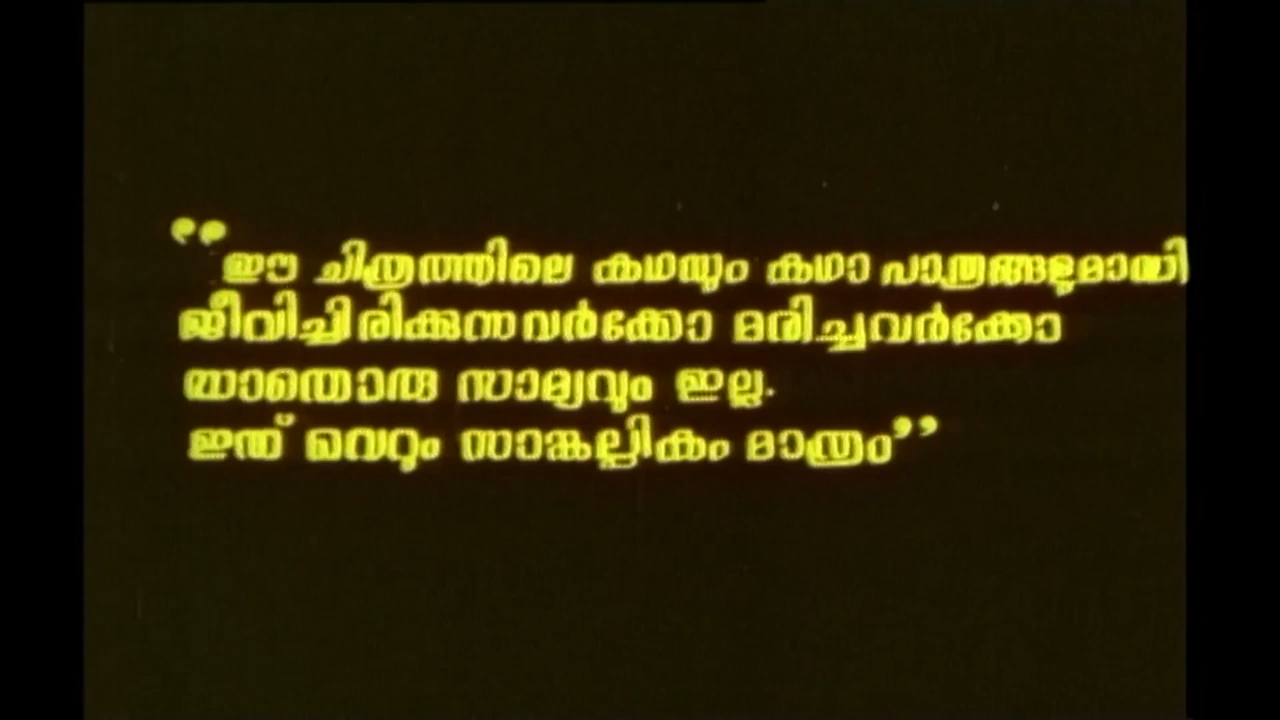 “ഈ ചിത്രത്തിലെ കഥയും കഥാ പാത്രങ്ങളുമായി
ജീവിച്ചിരിക്കുന്നവർക്കോ മരിച്ചവർക്കോ
യാതൊരു സാമ്യവും ഇല്ല.
ഇത് വെറും സാങ്കല്പികം മാത്രം”